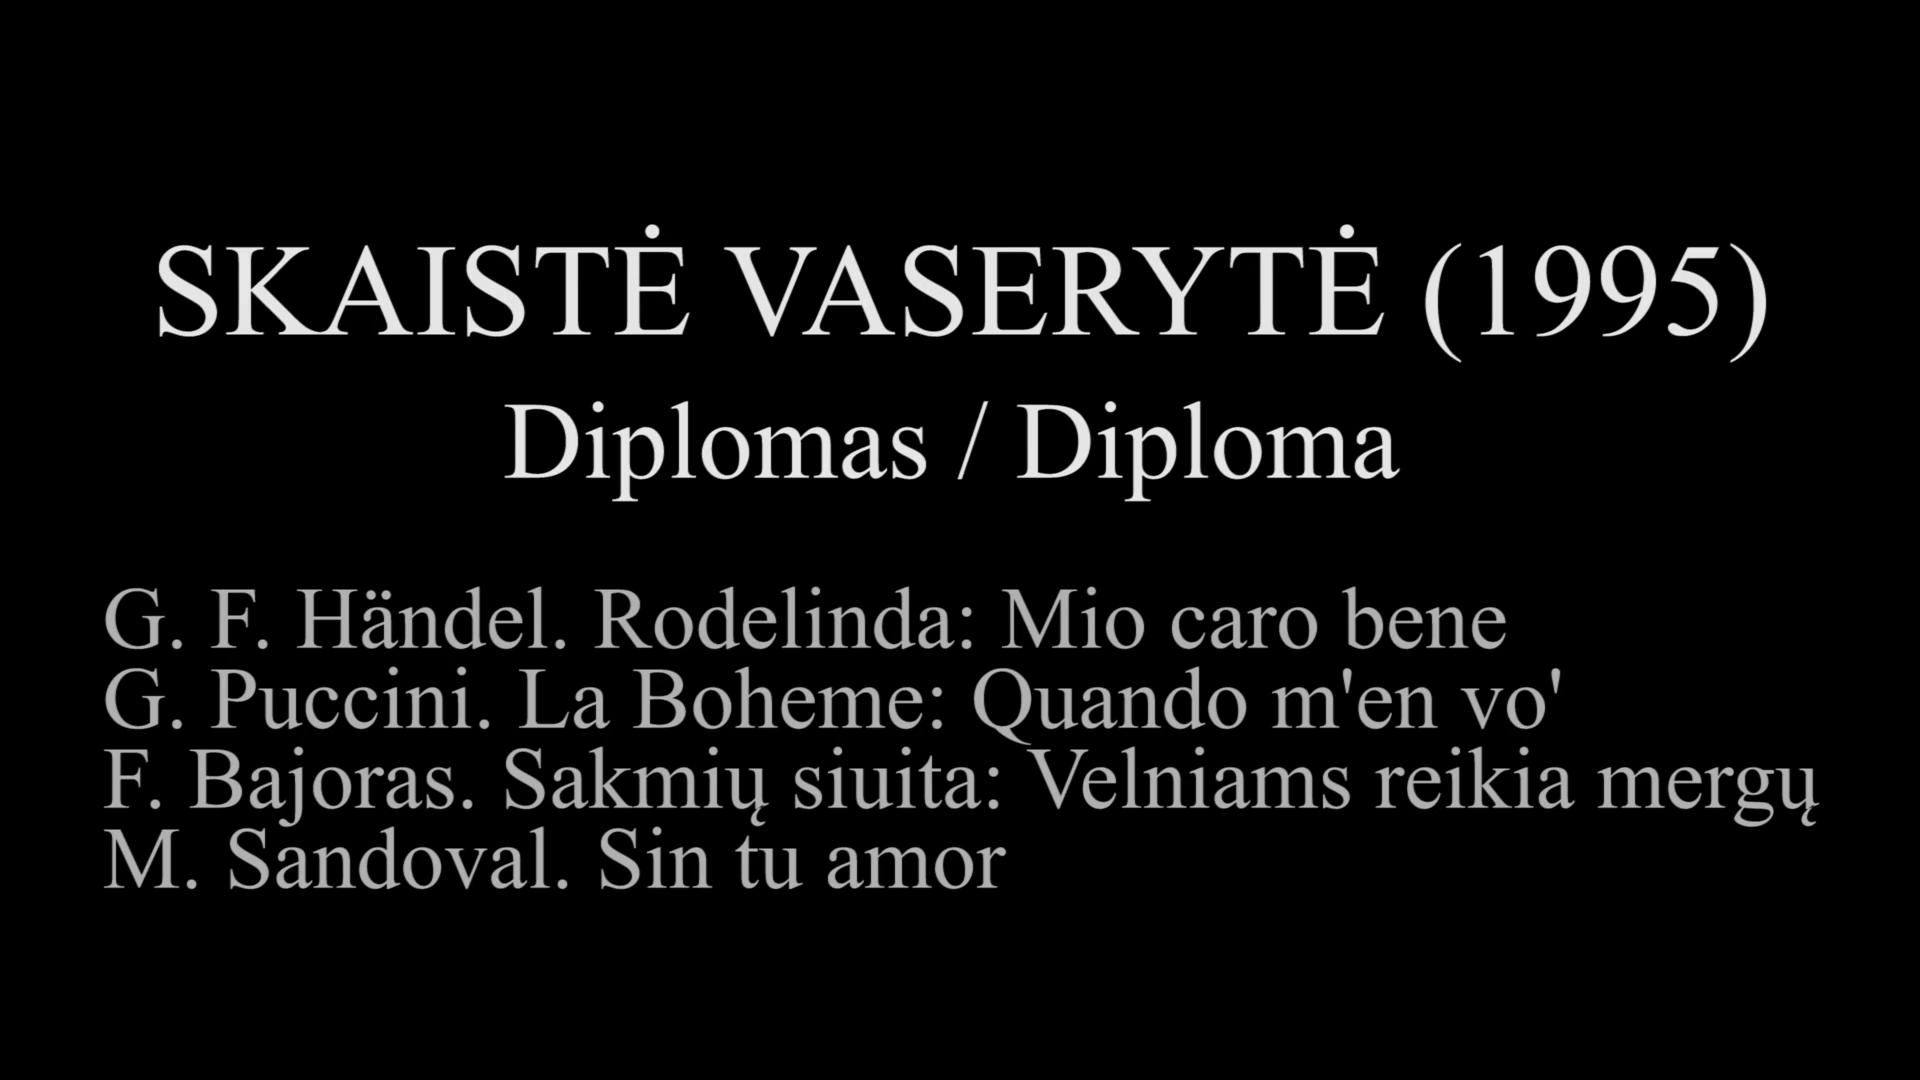 SKAISTĖ VASERYTĖ (1995)
Diplomas / Diploma
G. F. Händel. Rodelinda: Mio caro bene
G. Puccini. La Boheme: Quando m'en vo'
F. Bajoras. Sakmių siuita: Velniams reikia mergų
M. Sandoval. Sin tu amor